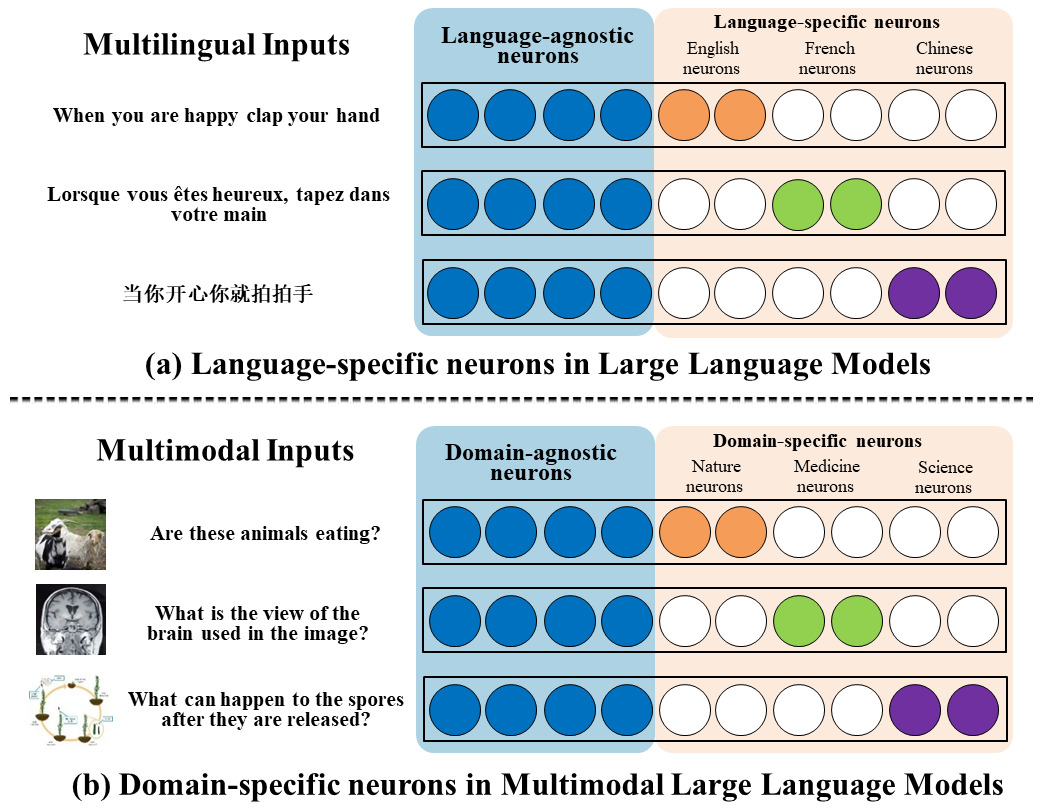 Multilingual Inputs
Language-agnostic
neurons
Language-specific neurons
English
neurons
French
neurons
Chinese
neurons
When you are happy clap your hand
Lorsque vous êtes heureux, tapez dans
votre main
当你开心你就拍拍手
(a) Language-specific neurons in Large Language Models
Multimodal Inputs
Domain-agnostic
neurons
Domain-specific neurons
Nature
neurons
Medicine
neurons
Science
neurons
Are these animals eating?
What is the view of the
brain used in the image?
What can happen to the spores
after they are released?
(b) Domain-specific neurons in Multimodal Large Language Models